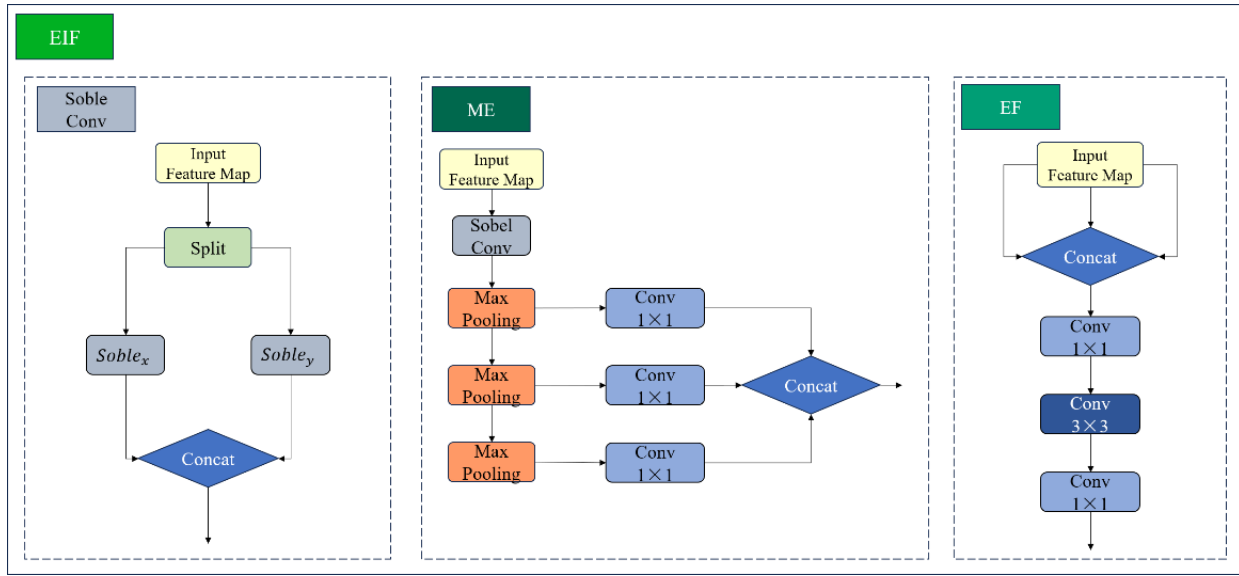 EIF
Soble
Conv
Input
Feature Map
Split
Soble_x
Soble_y
Concat
ME
Input
Feature Map
Sobel
Conv
Max
Pooling
Conv
1×1
Max
Pooling
Conv
1×1
Concat
Max
Pooling
Conv
1×1
EF
Input
Feature Map
Concat
Conv
1×1
Conv
3×3
Conv
1×1